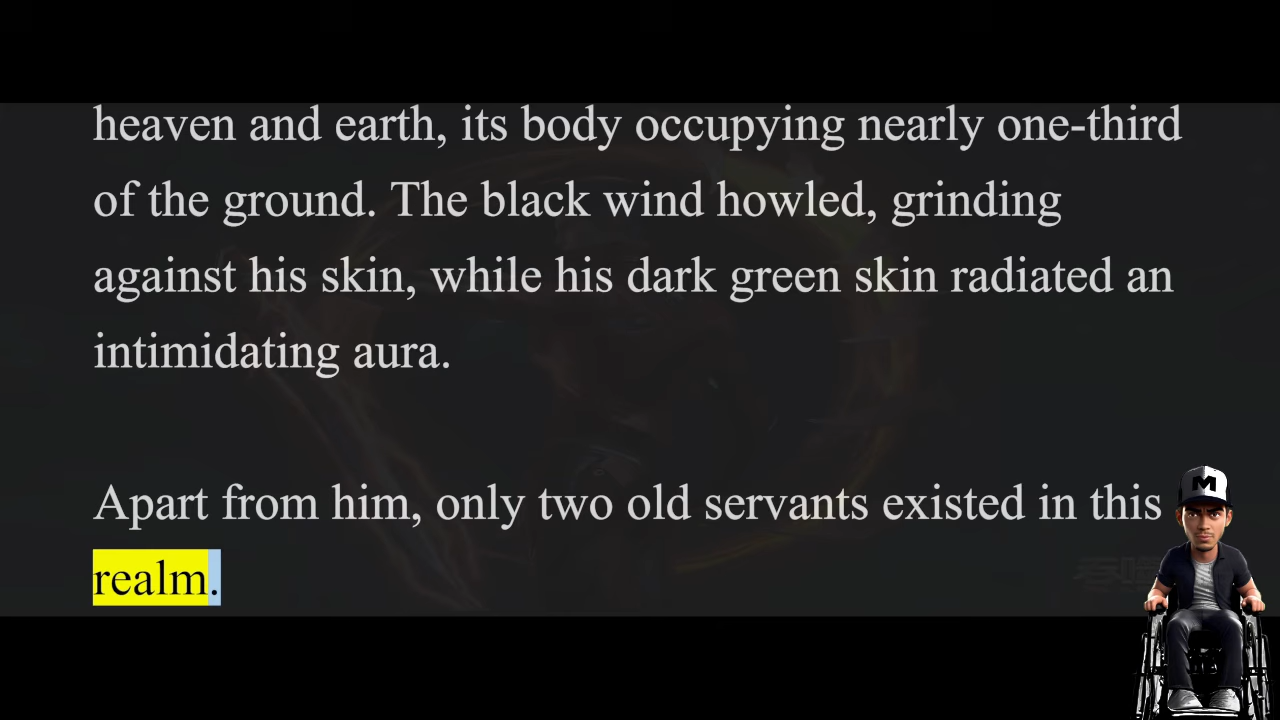 heaven and earth, its body occupying nearly one-third
of the ground. The black wind howled, grinding
against his skin, while his dark green skin radiated an
intimidating aura.
Apart from him, only two old servants existed in this
realm.
M